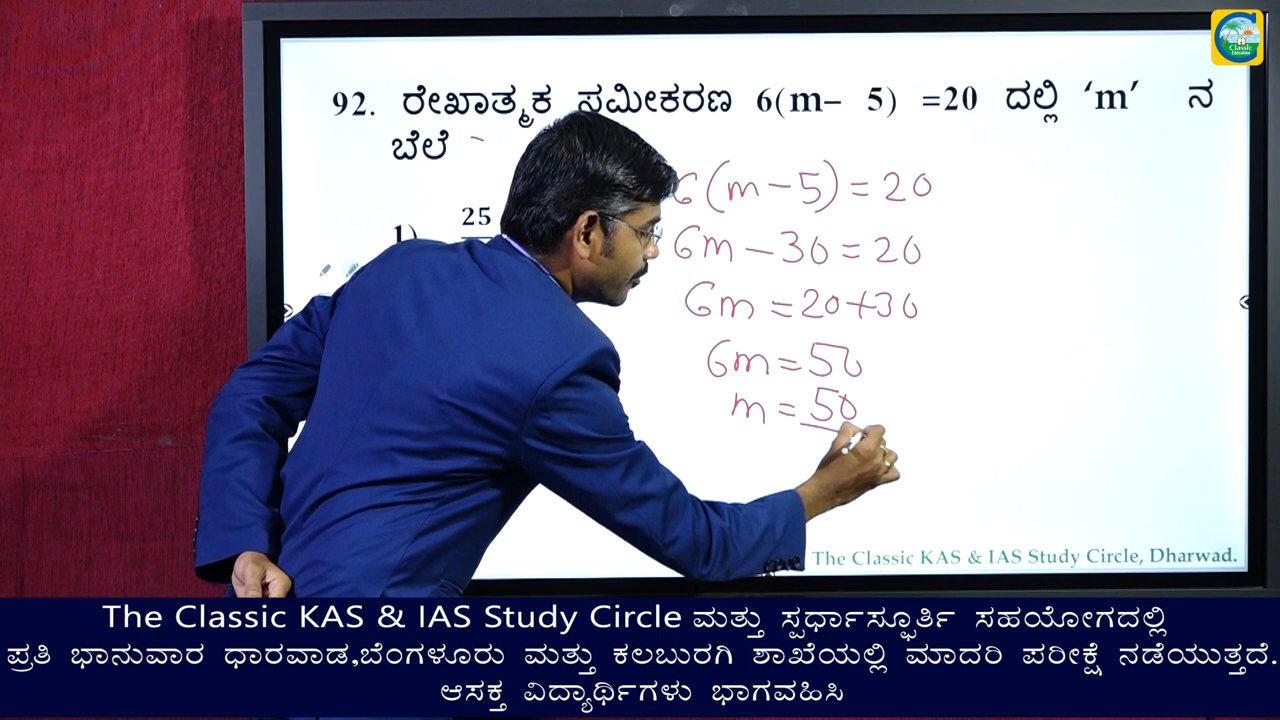 Classic
Education
92. ರೇಖಾತ್ಮಕ ಸಮೀಕರಣ 6(m– 5) =20 ದಲ್ಲಿ ‘m’ ನ
ಬೆಲೆ
1) 25
6(m-5)=20
6m-30=20
6m=20+30
6m=50
m=50
The Classic KAS & IAS Study Circle, Dharwad.
The Classic KAS & IAS Study Circle ಮತ್ತು ಸ್ಪರ್ಧಾಸ್ಫೂರ್ತಿ ಸಹಯೋಗದಲ್ಲಿ
ಪ್ರತಿ ಭಾನುವಾರ ಧಾರವಾಡ,ಬೆಂಗಳೂರು ಮತ್ತು ಕಲಬುರಗಿ ಶಾಖೆಯಲ್ಲಿ ಮಾದರಿ ಪರೀಕ್ಷೆ ನಡೆಯುತ್ತದೆ.
ಆಸಕ್ತ ವಿದ್ಯಾರ್ಥಿಗಳು ಭಾಗವಹಿಸಿ